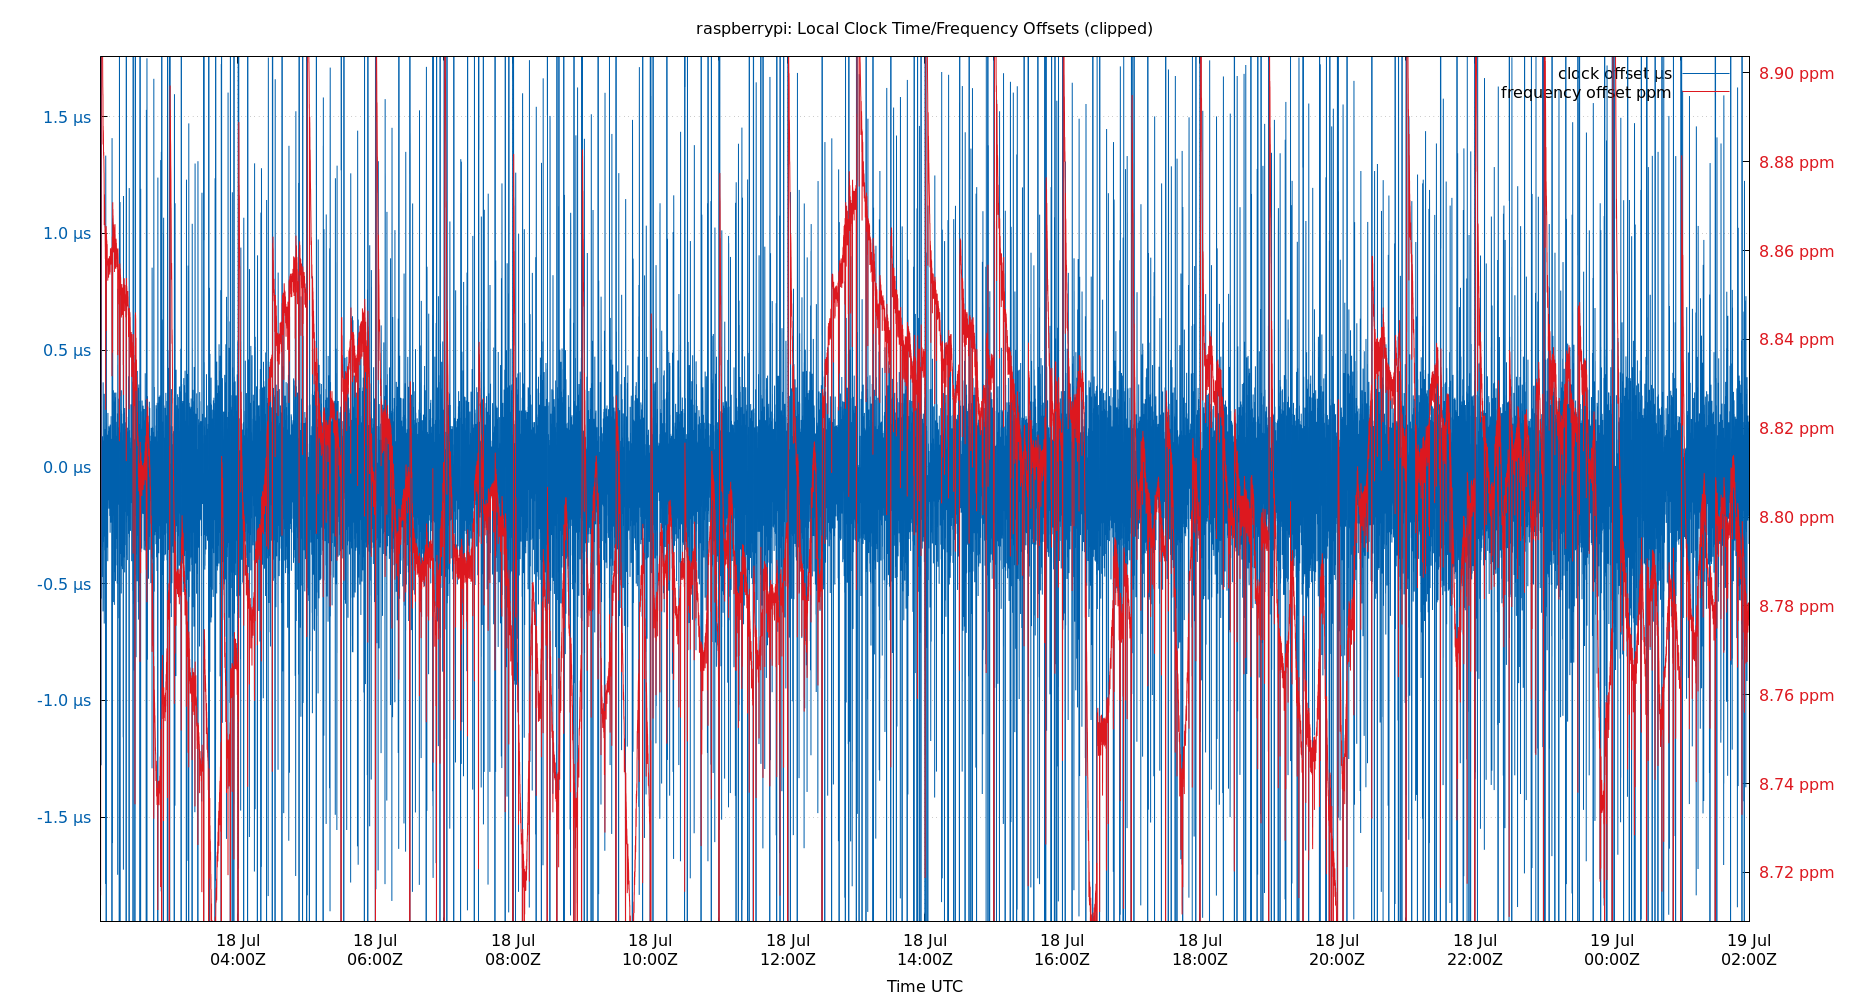 raspberrypi: Local Clock Time/Frequency Offsets (clipped)
clock offset µs
frequency offset ppm
1.5 µs
1.0 µs
0.5 µs
0.0 µs
-0.5 µs
-1.0 µs
-1.5 µs
8.90 ppm
8.88 ppm
8.86 ppm
8.84 ppm
8.82 ppm
8.80 ppm
8.78 ppm
8.76 ppm
8.74 ppm
8.72 ppm
18 Jul 18 Jul 18 Jul 18 Jul 18 Jul 18 Jul 18 Jul 18 Jul 18 Jul 18 Jul 19 Jul 19 Jul
04:00Z 06:00Z 08:00Z 10:00Z 12:00Z 14:00Z 16:00Z 18:00Z 20:00Z 22:00Z 00:00Z 02:00Z
Time UTC